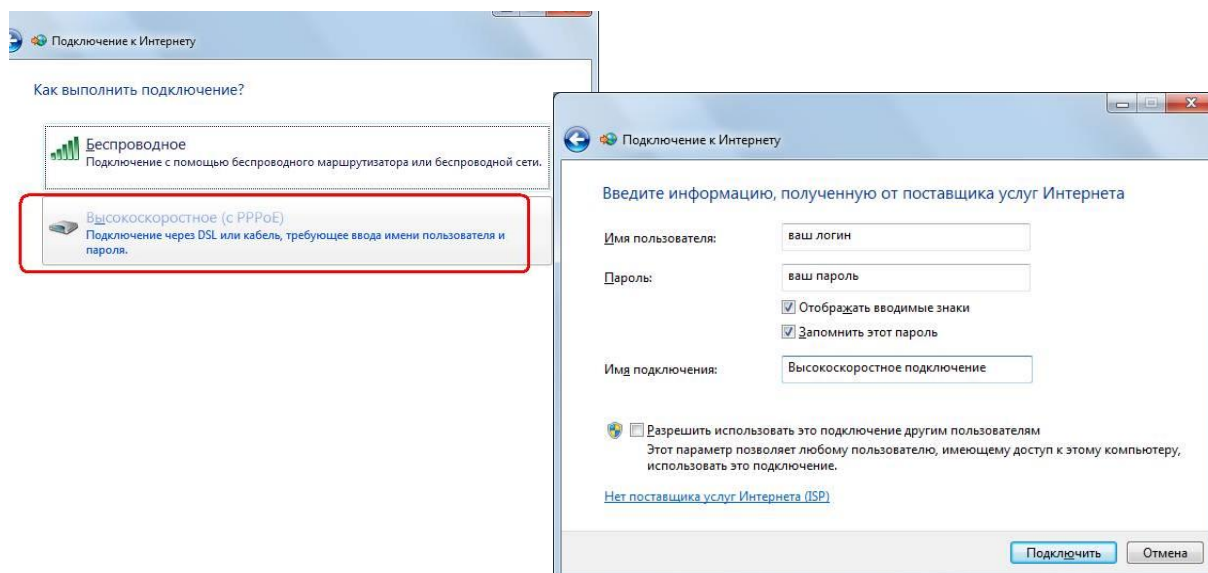 Подключение к Интернету
Как выполнить подключение?
Беспроводное
Подключение с помощью беспроводного маршрутизатора или беспроводной сети.
Высокоскоростное (с PPPoE)
Подключение через DSL или кабель, требующее ввода имени пользователя и
пароля.
Подключение к Интернету
Введите информацию, полученную от поставщика услуг Интернета
Имя пользователя:
ваш логин
Пароль:
ваш пароль
Отображать вводимые знаки
Запомнить этот пароль
Имя подключения:
Высокоскоростное подключение
Разрешить использовать это подключение другим пользователям
Этот параметр позволяет любому пользователю, имеющему доступ к этому компьютеру,
использовать это подключение.
Нет поставщика услуг Интернета (ISP)
Подключить
Отмена